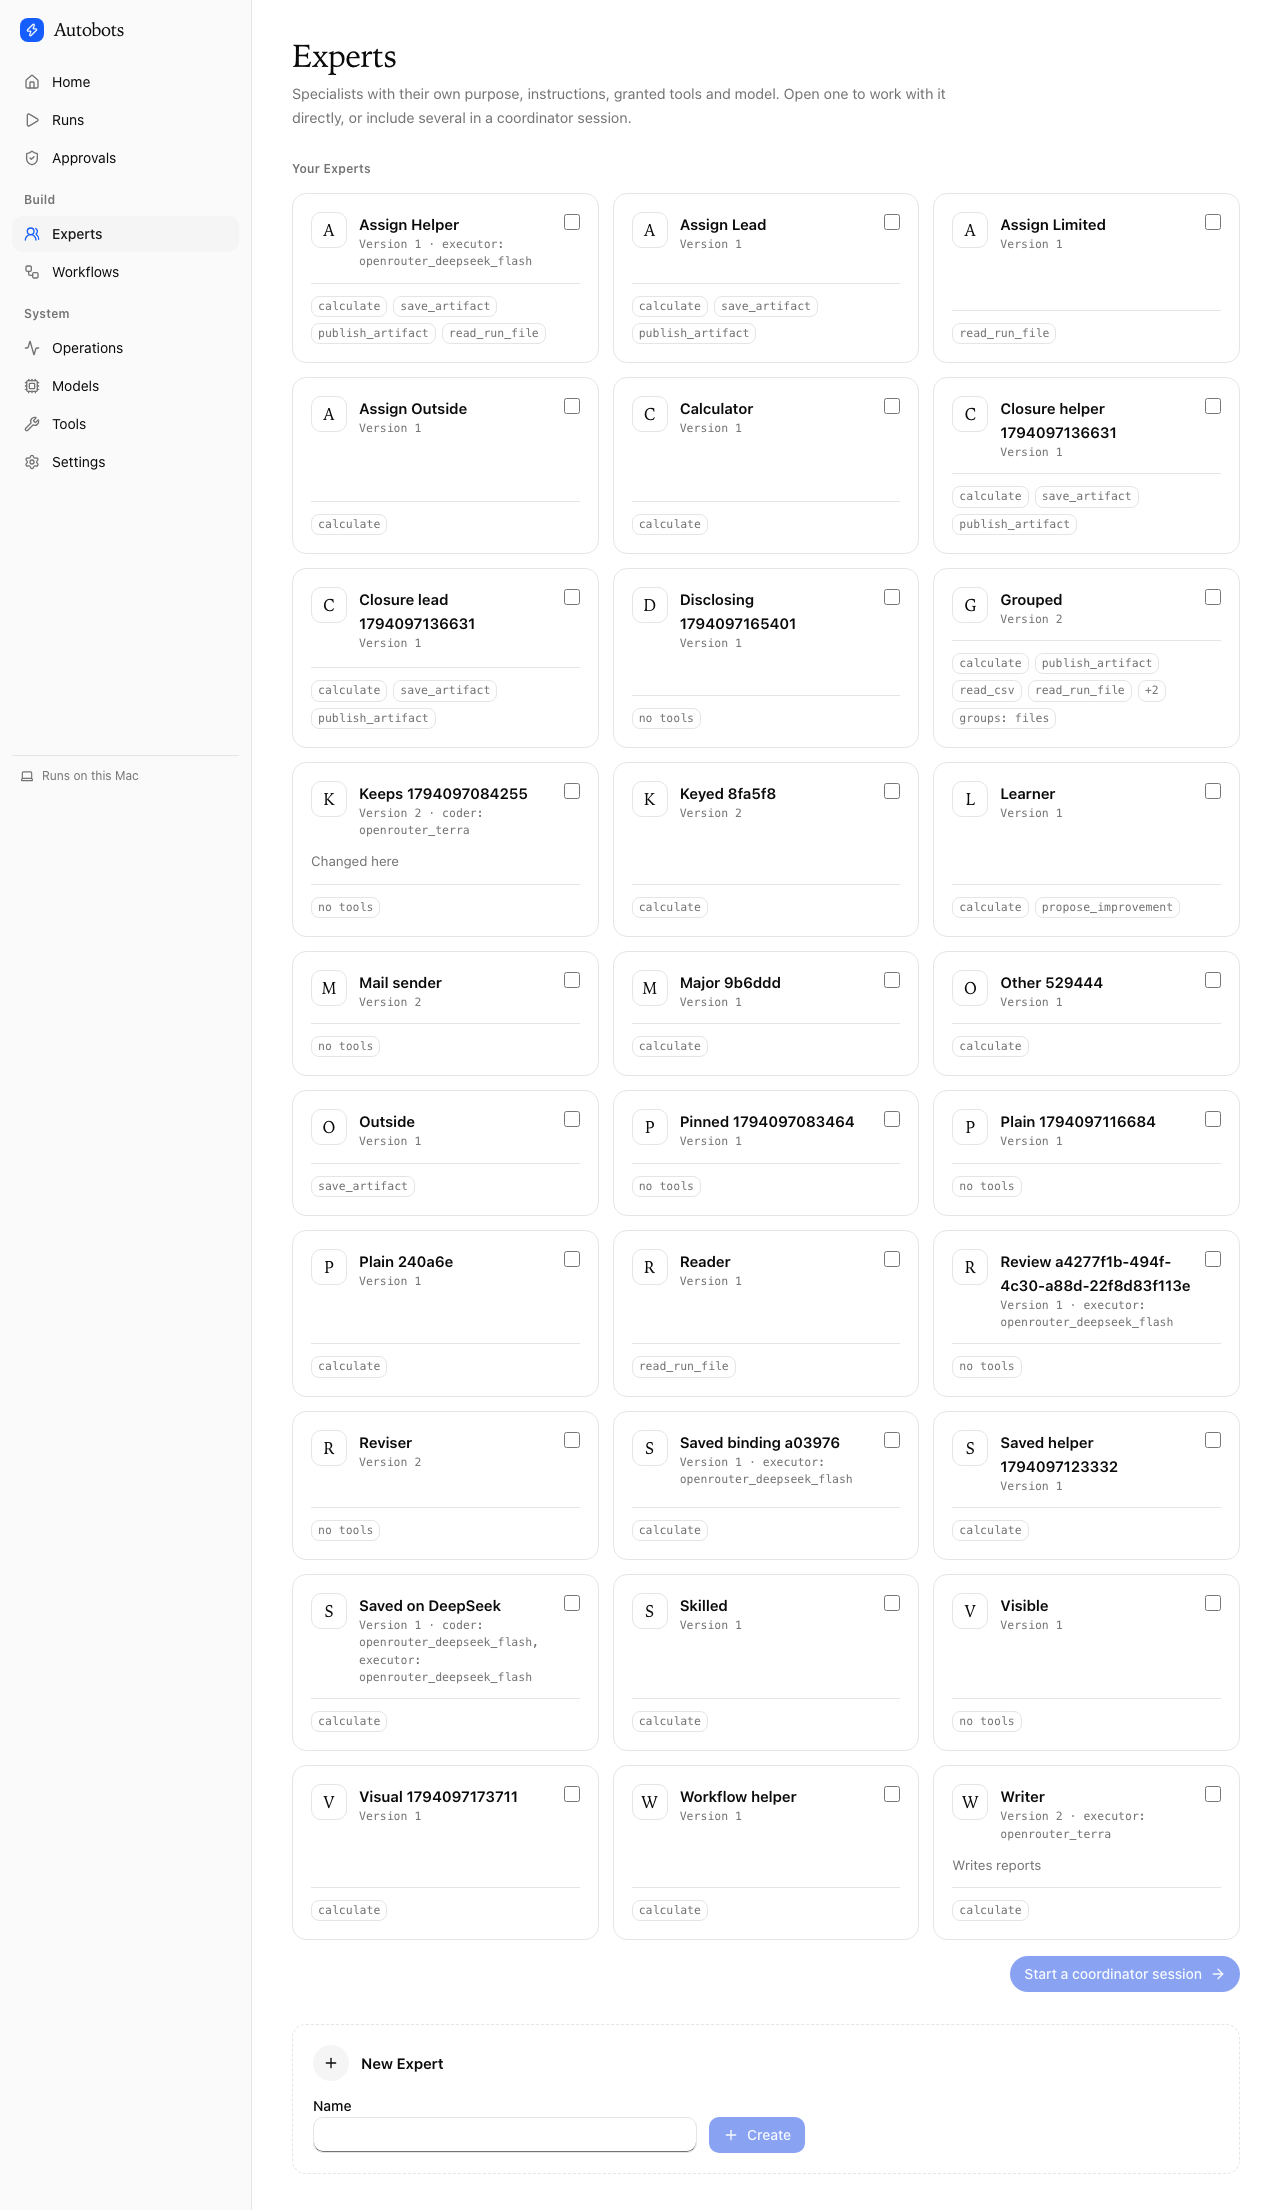 Autobots
Home
Runs
Approvals
Build
Experts
Workflows
System
Operations
Models
Tools
Settings
Runs on this Mac
Experts
Specialists with their own purpose, instructions, granted tools and model. Open one to work with it
directly, or include several in a coordinator session.
Your Experts
A
Assign Helper
Version 1 · executor:
openrouter_deepseek_flash
calculate save_artifact
publish_artifact read_run_file
A
Assign Lead
Version 1
calculate save_artifact
publish_artifact
A
Assign Limited
Version 1
read_run_file
A
Assign Outside
Version 1
calculate
C
Calculator
Version 1
calculate
C
Closure helper
1794097136631
Version 1
calculate save_artifact
publish_artifact
C
Closure lead
1794097136631
Version 1
calculate save_artifact
publish_artifact
D
Disclosing
1794097165401
Version 1
no tools
G
Grouped
Version 2
calculate publish_artifact
read_csv read_run_file +2
groups: files
K
Keeps 1794097084255
Version 2 · coder:
openrouter_terra
Changed here
no tools
K
Keyed 8fa5f8
Version 2
calculate
L
Learner
Version 1
calculate propose_improvement
M
Mail sender
Version 2
no tools
M
Major 9b6ddd
Version 1
calculate
O
Other 529444
Version 1
calculate
O
Outside
Version 1
save_artifact
P
Pinned 1794097083464
Version 1
no tools
P
Plain 1794097116684
Version 1
no tools
P
Plain 240a6e
Version 1
calculate
R
Reader
Version 1
read_run_file
R
Review a4277f1b-494f-
4c30-a88d-22f8d83f113e
Version 1 · executor:
openrouter_deepseek_flash
no tools
R
Reviser
Version 2
no tools
S
Saved binding a03976
Version 1 · executor:
openrouter_deepseek_flash
calculate
S
Saved helper
1794097123332
Version 1
calculate
S
Saved on DeepSeek
Version 1 · coder:
openrouter_deepseek_flash,
executor:
openrouter_deepseek_flash
calculate
S
Skilled
Version 1
calculate
V
Visible
Version 1
no tools
V
Visual 1794097173711
Version 1
calculate
W
Workflow helper
Version 1
calculate
W
Writer
Version 2 · executor:
openrouter_terra
Writes reports
calculate
Start a coordinator session
New Expert
Name
Create